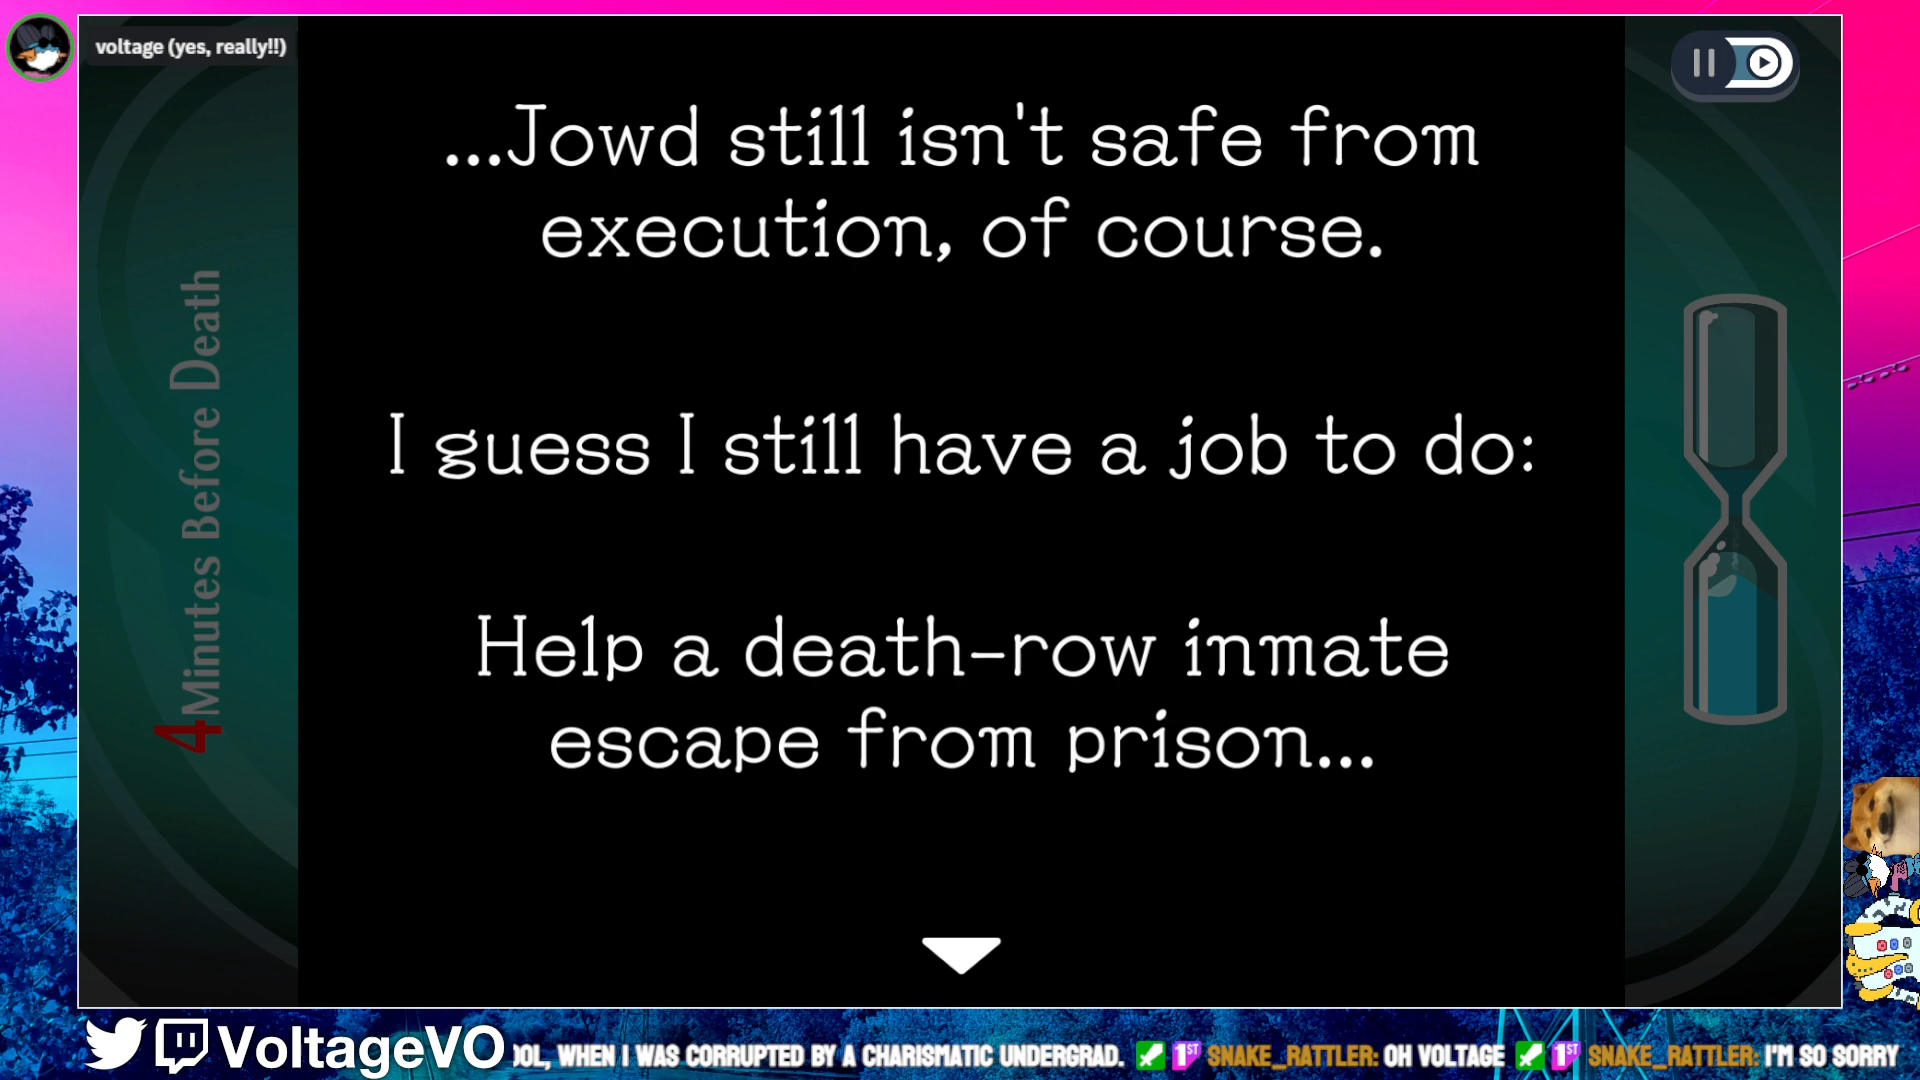 voltage (yes, really!!)
...Jowd still isn't safe from
execution, of course.
I guess I still have a job to do:
Help a death-row inmate
escape from prison...
4 Minutes Before Death
VoltageVO
OOL, WHEN I WAS CORRUPTED BY A CHARISMATIC UNDERGRAD. 1ST SNAKE_RATTLER: OH VOLTAGE 1ST SNAKE_RATTLER: I'M SO SORRY